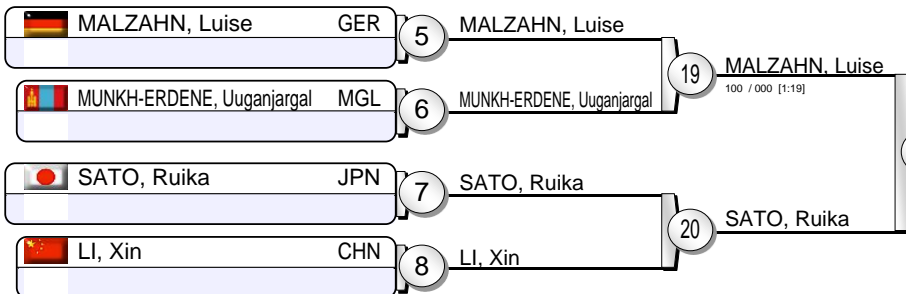 MALZAHN, Luise GER 5 MALZAHN, Luise
19 MALZAHN, Luise
100 / 000 [1:19]
MUNKH-ERDENE, Uuganjargal MGL 6 MUNKH-ERDENE, Uuganjargal
SATO, Ruika JPN 7 SATO, Ruika
20 SATO, Ruika
LI, Xin CHN 8 LI, Xin